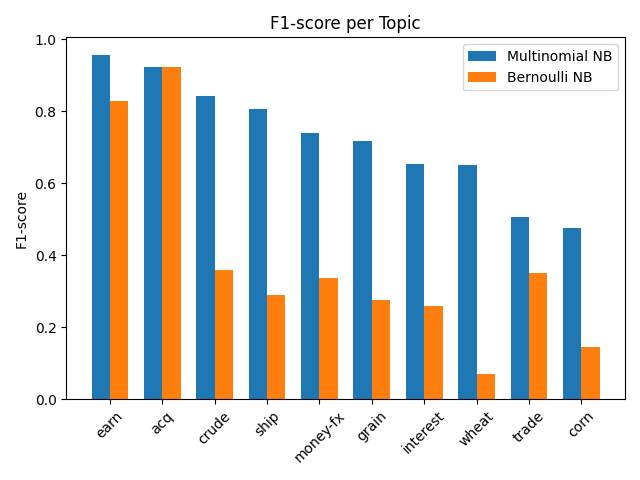 F1-score per Topic
Multinomial NB
Bernoulli NB
F1-score
1.0
0.8
0.6
0.4
0.2
0.0
earn
acq
crude
ship
money-fx
grain
interest
wheat
trade
corn